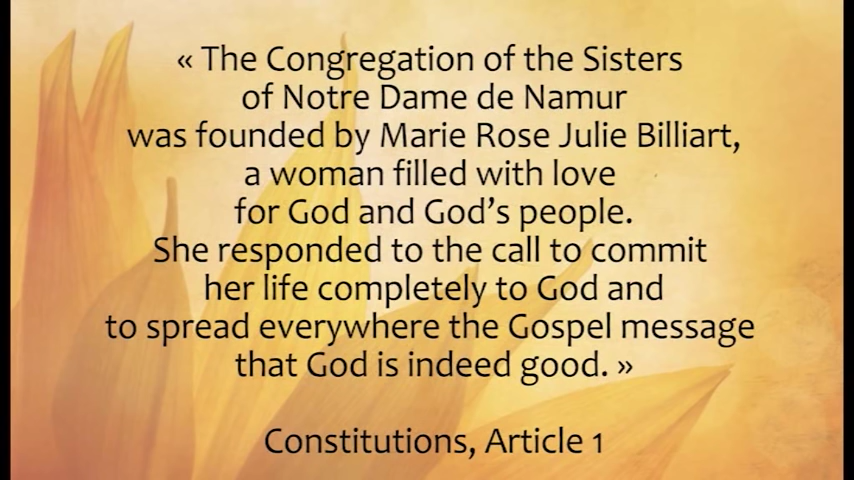 « The Congregation of the Sisters
of Notre Dame de Namur
was founded by Marie Rose Julie Billiart,
a woman filled with love
for God and God’s people.
She responded to the call to commit
her life completely to God and
to spread everywhere the Gospel message
that God is indeed good. »
Constitutions, Article 1